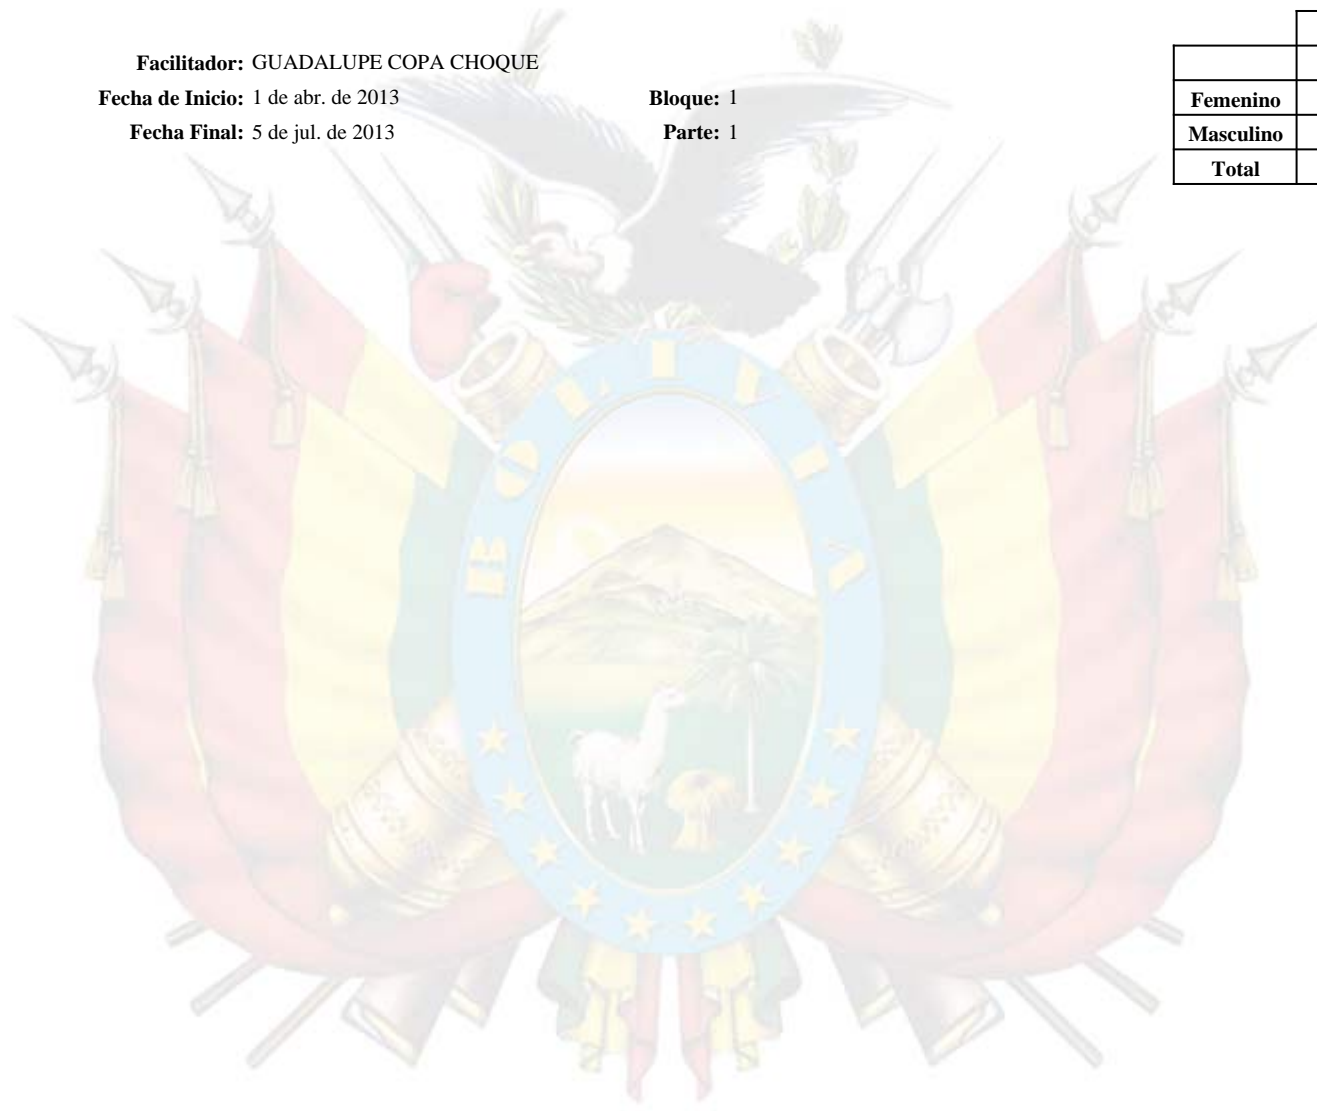 Facilitador: GUADALUPE COPA CHOQUE
Fecha de Inicio: 1 de abr. de 2013 Bloque: 1
Fecha Final: 5 de jul. de 2013 Parte: 1
Femenino
Masculino
Total
BOLIVIA